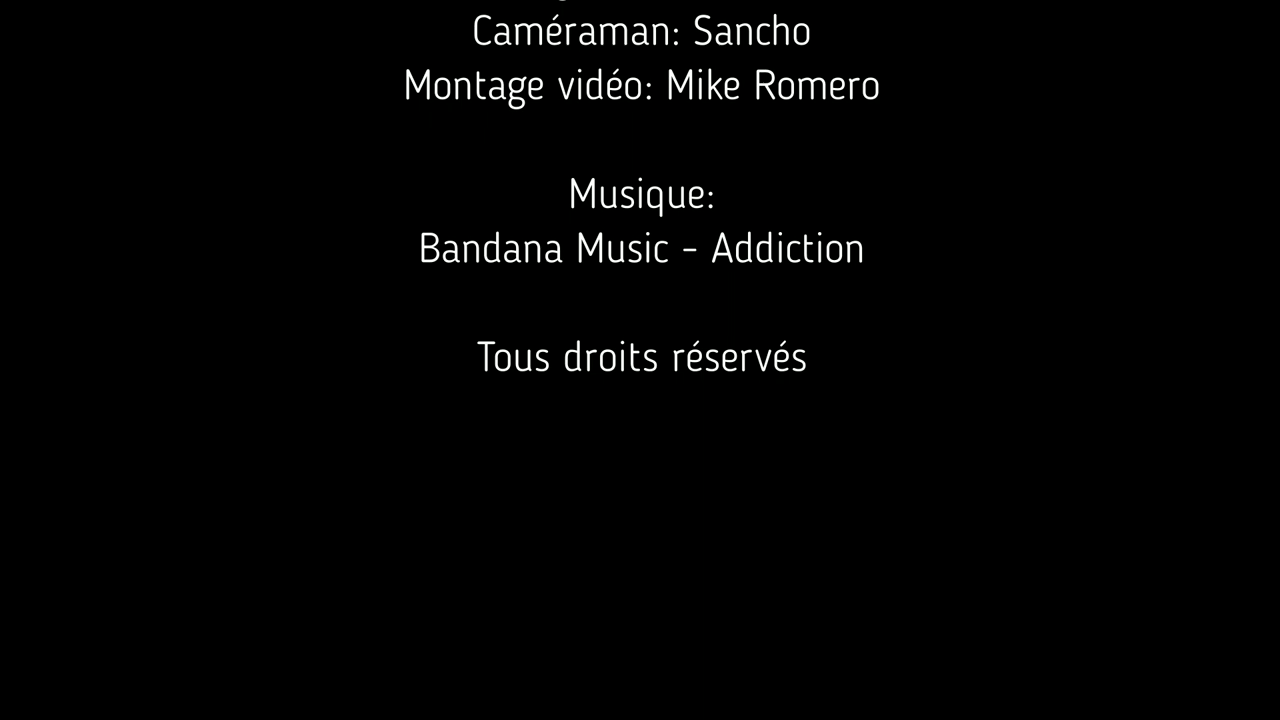 Caméraman: Sancho
Montage vidéo: Mike Romero
Musique:
Bandana Music - Addiction
Tous droits réservés